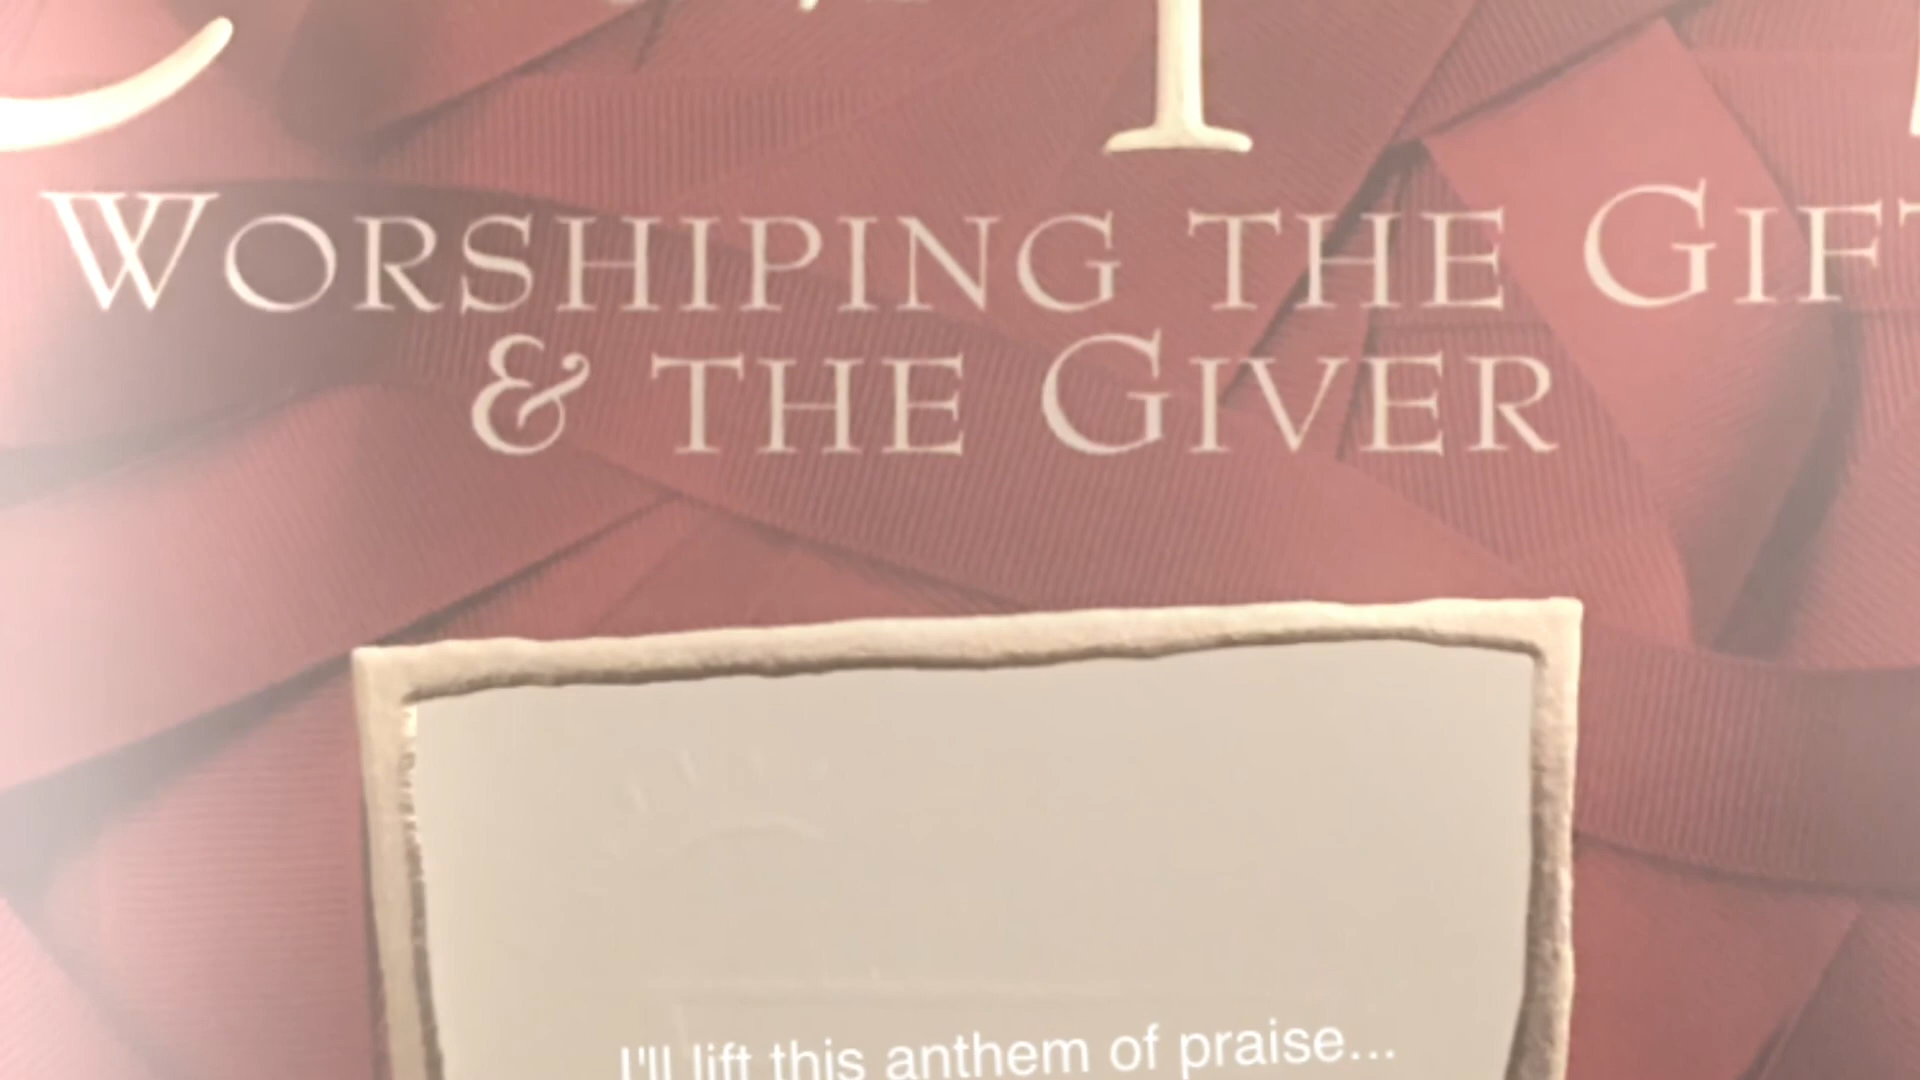 WORSHIPING THE GIFT
& THE GIVER
I'll lift this anthem of praise...